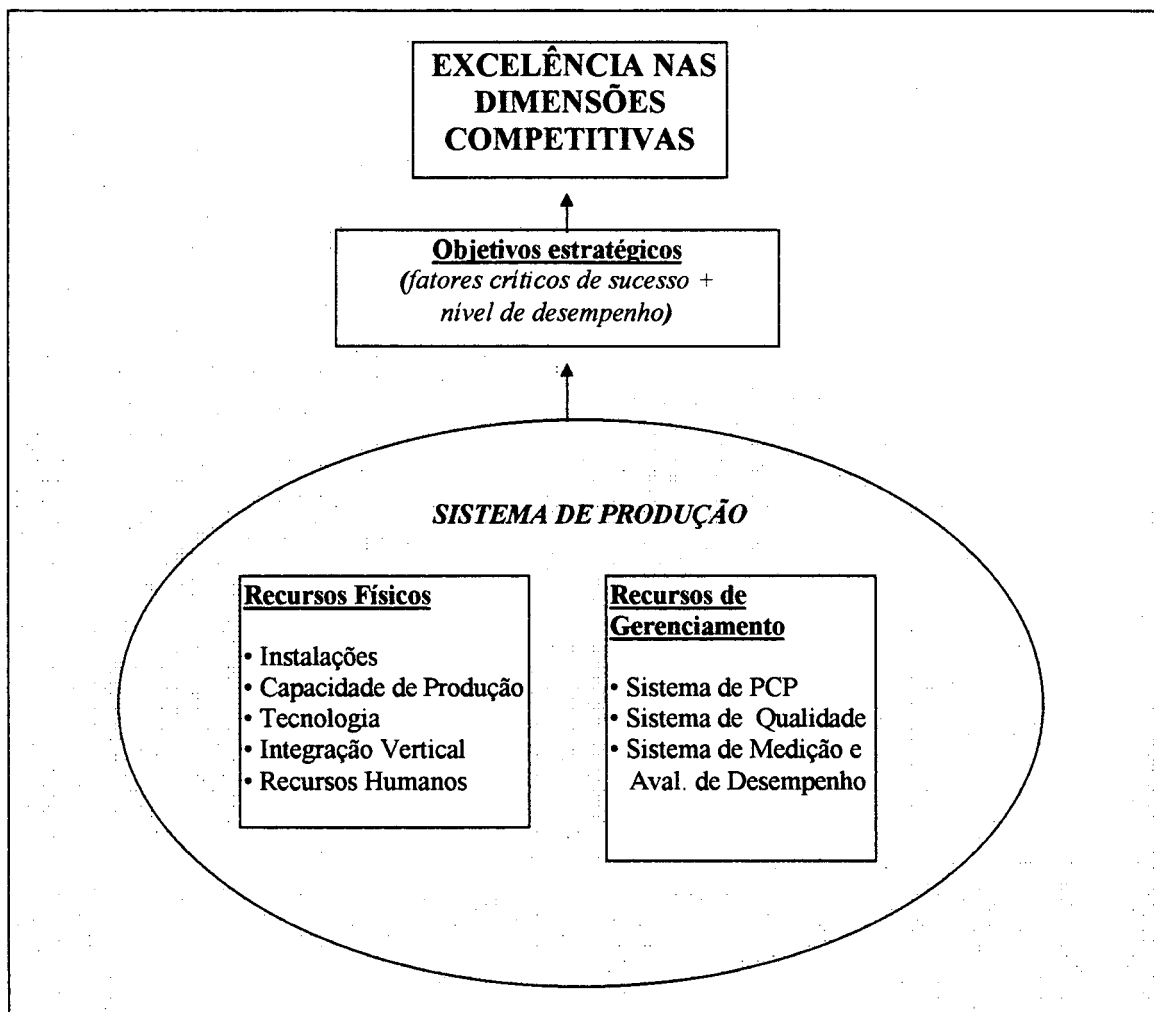 EXCELÊNCIA NAS
DIMENSÕES
COMPETITIVAS
Objetivos estratégicos
(fatores críticos de sucesso +
nível de desempenho)
SISTEMA DE PRODUÇÃO
Recursos Físicos
• Instalações
• Capacidade de Produção
• Tecnologia
• Integração Vertical
• Recursos Humanos
Recursos de
Gerenciamento
• Sistema de PCP
• Sistema de Qualidade
• Sistema de Medição e
Aval. de Desempenho